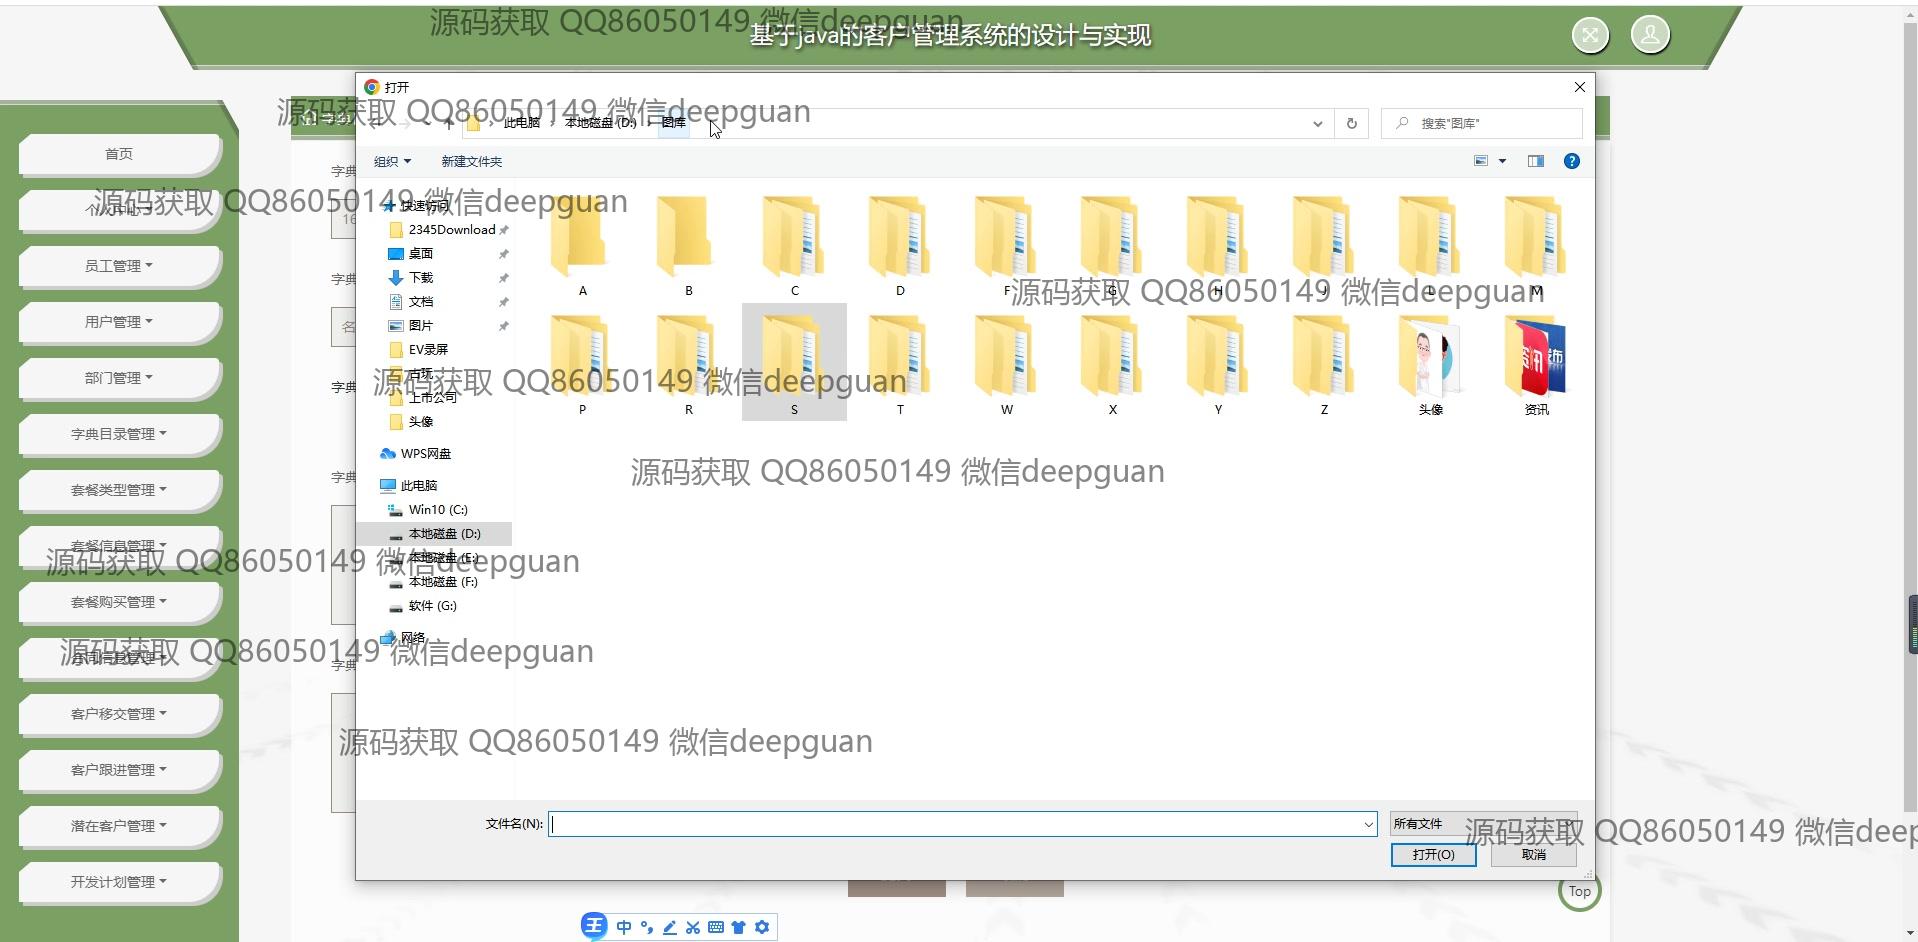 源码获取 QQ86050149 微信deepguan
基于java的客户管理系统的设计与实现
打开
源码获取 QQ86050149 微信deepguan
此电脑 本地磁盘 (D:) 图库
搜索"图库"
组织 新建文件夹
首页
源码获取 QQ86050149 微信deepguan
员工管理
用户管理
部门管理
字典目录管理
套餐类型管理
套餐信息管理
套餐购买管理
客户移交管理
客户跟进管理
潜在客户管理
开发计划管理
字典
16
字典
名
字典
字典
字典
快速访问
2345Download
桌面
下载
文档
图片
EV录屏
古玩
上市公司
头像
WPS网盘
此电脑
Win10 (C:)
本地磁盘 (D:)
本地磁盘 (E:)
本地磁盘 (F:)
软件 (G:)
网络
A B C D F G H J L M
源码获取 QQ86050149 微信deepguan
P R S T W X Y Z 头像 资讯
源码获取 QQ86050149 微信deepguan
源码获取 QQ86050149 微信deepguan
源码获取 QQ86050149 微信deepguan
源码获取 QQ86050149 微信deepguan
源码获取 QQ86050149 微信deepguan
文件名(N):
所有文件
源码获取 QQ86050149 微信deep
打开(O) 取消
Top
王 中